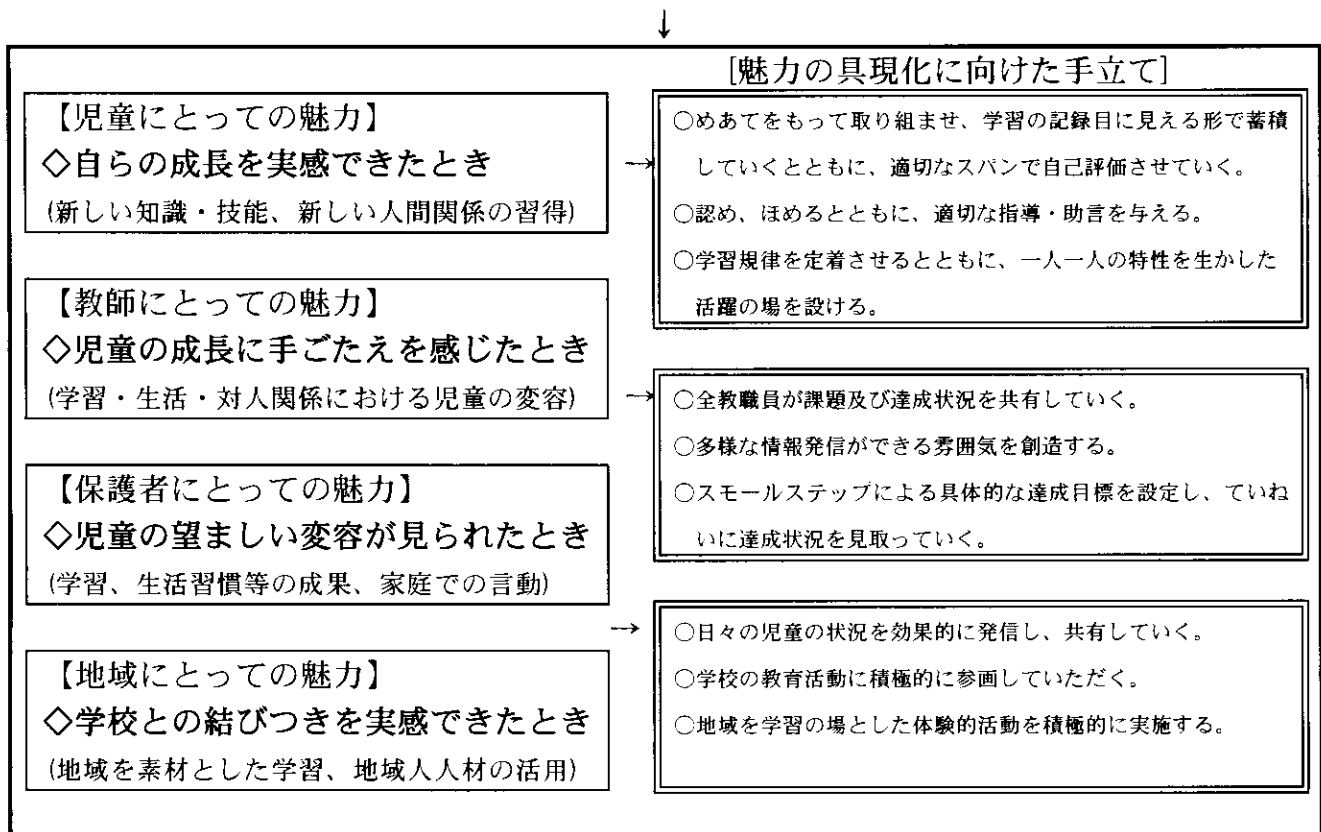 ↓
[魅力の具現化に向けた手立て]
【児童にとっての魅力】
◇自らの成長を実感できたとき
(新しい知識・技能、新しい人間関係の習得)
→
○めあてをもって取り組ませ、学習の記録目に見える形で蓄積
していくとともに、適切なスパンで自己評価させていく。
○認め、ほめるとともに、適切な指導・助言を与える。
○学習規律を定着させるとともに、一人一人の特性を生かした
活躍の場を設ける。
【教師にとっての魅力】
◇児童の成長に手ごたえを感じたとき
(学習・生活・対人関係における児童の変容)
→
○全教職員が課題及び達成状況を共有していく。
○多様な情報発信ができる雰囲気を創造する。
○スモールステップによる具体的な達成目標を設定し、ていね
いに達成状況を見取っていく。
【保護者にとっての魅力】
◇児童の望ましい変容が見られたとき
(学習、生活習慣等の成果、家庭での言動)
→
○日々の児童の状況を効果的に発信し、共有していく。
○学校の教育活動に積極的に参画していただく。
○地域を学習の場とした体験的活動を積極的に実施する。
【地域にとっての魅力】
◇学校との結びつきを実感できたとき
(地域を素材とした学習、地域人人材の活用)